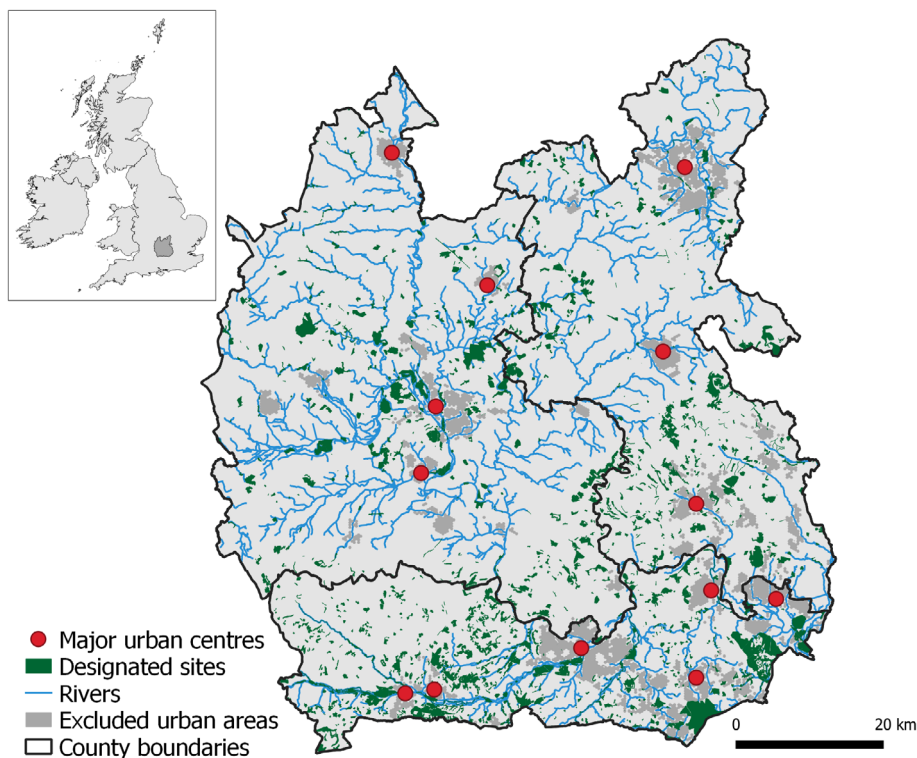 Major urban centres
Designated sites
Rivers
Excluded urban areas
County boundaries
0 20 km